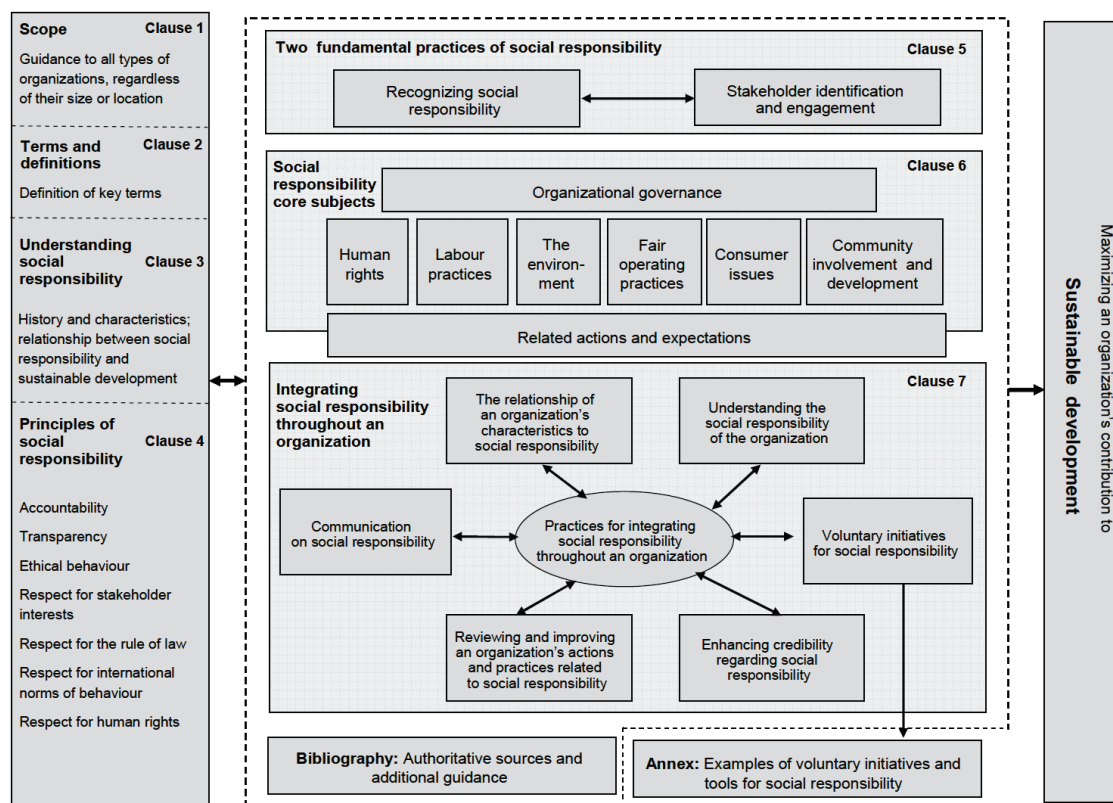 Scope Clause 1
Guidance to all types of
organizations, regardless
of their size or location
Terms and Clause 2
definitions
Definition of key terms
Understanding
social Clause 3
responsibility
History and characteristics;
relationship between social
responsibility and
sustainable development
Principles of
social Clause 4
responsibility
Accountability
Transparency
Ethical behaviour
Respect for stakeholder
interests
Respect for the rule of law
Respect for international
norms of behaviour
Respect for human rights
Two fundamental practices of social responsibility Clause 5
Recognizing social
responsibility
Stakeholder identification
and engagement
Social
responsibility
core subjects
Clause 6
Organizational governance
Human
rights
Labour
practices
The
environ-
ment
Fair
operating
practices
Consumer
issues
Community
involvement and
development
Related actions and expectations
Integrating
social responsibility
throughout an
organization
Clause 7
The relationship of
an organization's
characteristics to
social responsibility
Understanding the
social responsibility
of the organization
Communication
on social responsibility
Practices for integrating
social responsibility
throughout an organization
Voluntary initiatives
for social responsibility
Reviewing and improving
an organization's actions
and practices related
to social responsibility
Enhancing credibility
regarding social
responsibility
Bibliography: Authoritative sources and
additional guidance
Annex: Examples of voluntary initiatives and
tools for social responsibility
Maximizing an organization's contribution to
Sustainable development